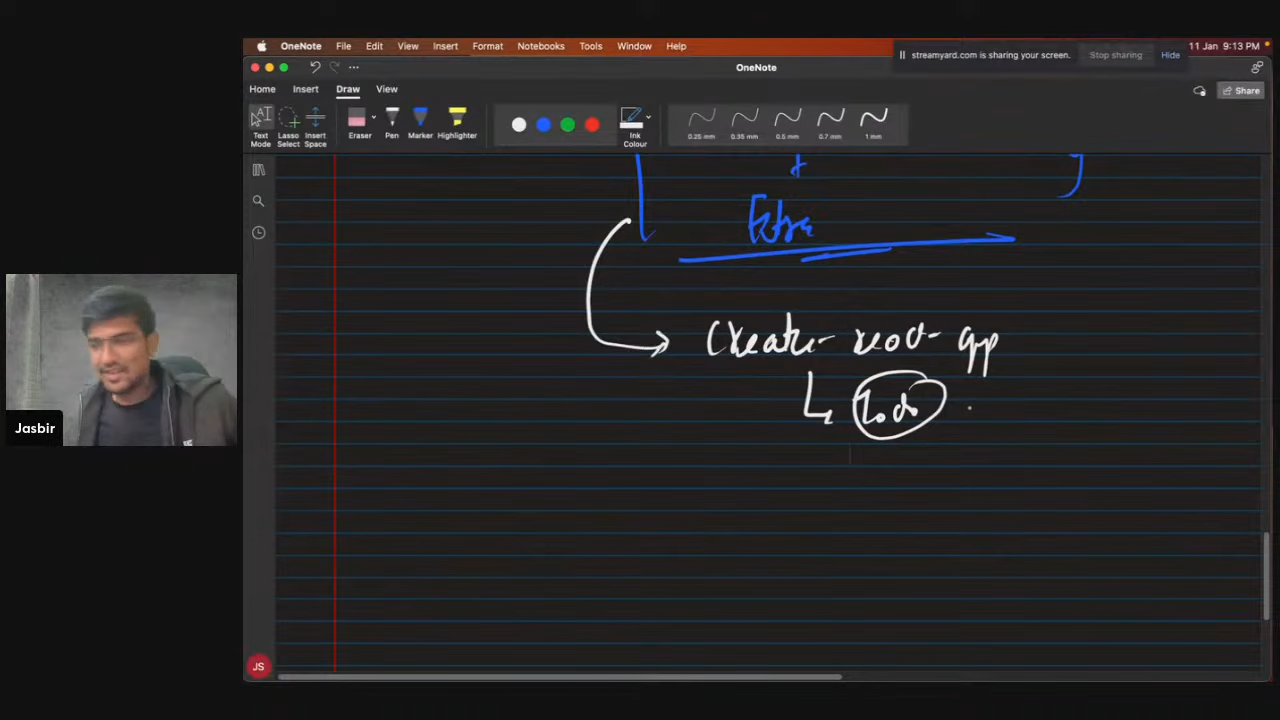 OneNote File Edit View Insert Format Notebooks Tools Window Help
streamyard.com is sharing your screen. Stop sharing Hide
11 Jan 9:13 PM
OneNote
Home Insert Draw View
Share
Text Mode
Lasso Select
Insert Space
Eraser
Pen
Marker
Highlighter
Ink Colour
0.25 mm
0.35 mm
0.5 mm
0.7 mm
1 mm
+
Extra
Create-react-app
todo
Jasbir
JS